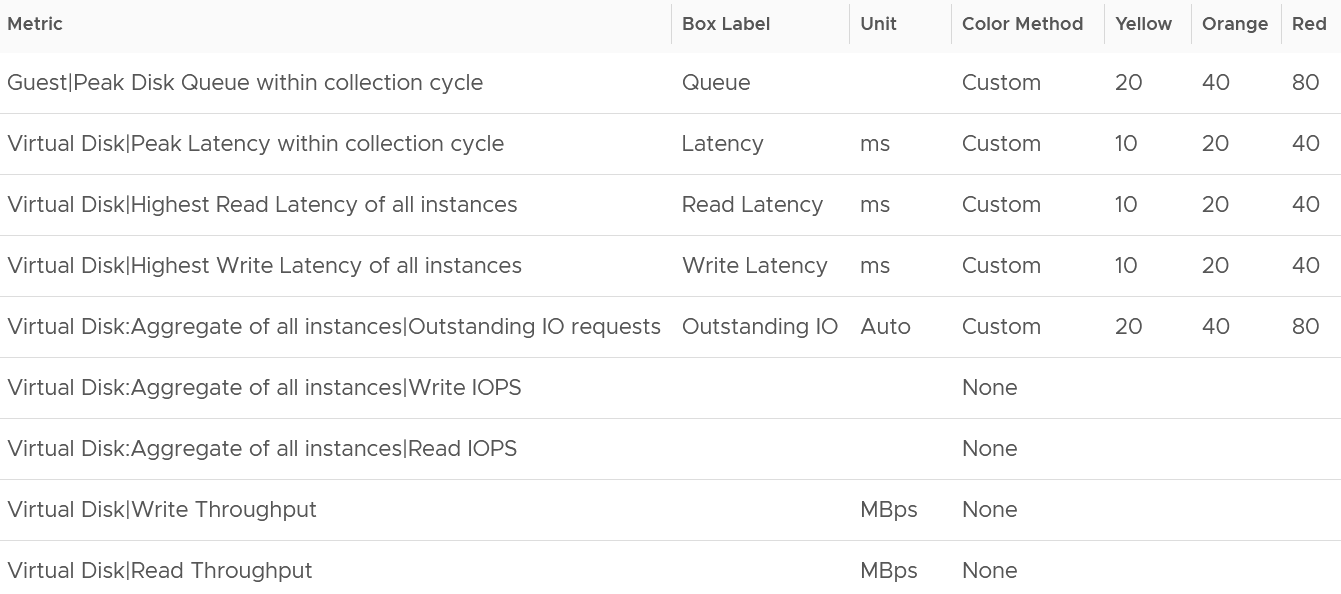 Metric Box Label Unit Color Method Yellow Orange Red
Guest|Peak Disk Queue within collection cycle Queue Custom 20 40 80
Virtual Disk|Peak Latency within collection cycle Latency ms Custom 10 20 40
Virtual Disk|Highest Read Latency of all instances Read Latency ms Custom 10 20 40
Virtual Disk|Highest Write Latency of all instances Write Latency ms Custom 10 20 40
Virtual Disk:Aggregate of all instances|Outstanding IO requests Outstanding IO Auto Custom 20 40 80
Virtual Disk:Aggregate of all instances|Write IOPS None
Virtual Disk:Aggregate of all instances|Read IOPS None
Virtual Disk|Write Throughput MBps None
Virtual Disk|Read Throughput MBps None